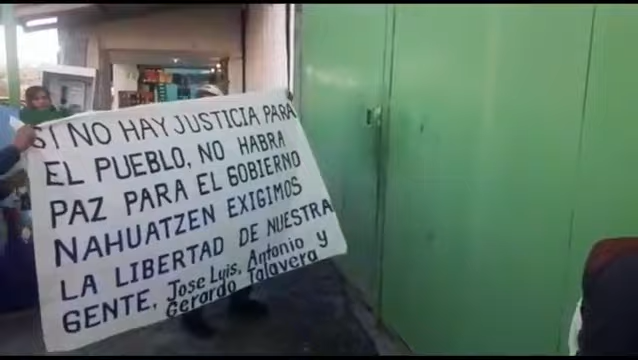 SI NO HAY JUSTICIA PARA
EL PUEBLO, NO HABRA
PAZ PARA EL GOBIERNO
NAHUATZEN EXIGIMOS
LA LIBERTAD DE NUESTRA
GENTE, Jose Luis, Antonio y
Gerardo Talavera